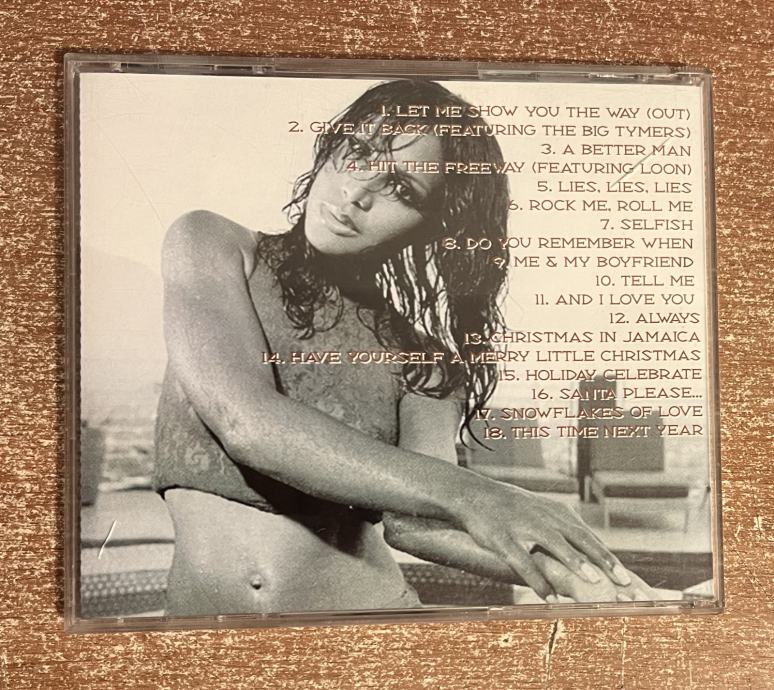 1. LET ME SHOW YOU THE WAY (OUT)
2. GIVE IT BACK (FEATURING THE BIG TYMERS)
3. A BETTER MAN
4. HIT THE FREEWAY (FEATURING LOON)
5. LIES, LIES, LIES
6. ROCK ME, ROLL ME
7. SELFISH
8. DO YOU REMEMBER WHEN
9. ME & MY BOYFRIEND
10. TELL ME
11. AND I LOVE YOU
12. ALWAYS
13. CHRISTMAS IN JAMAICA
14. HAVE YOURSELF A MERRY LITTLE CHRISTMAS
15. HOLIDAY CELEBRATE
16. SANTA PLEASE...
17. SNOWFLAKES OF LOVE
18. THIS TIME NEXT YEAR